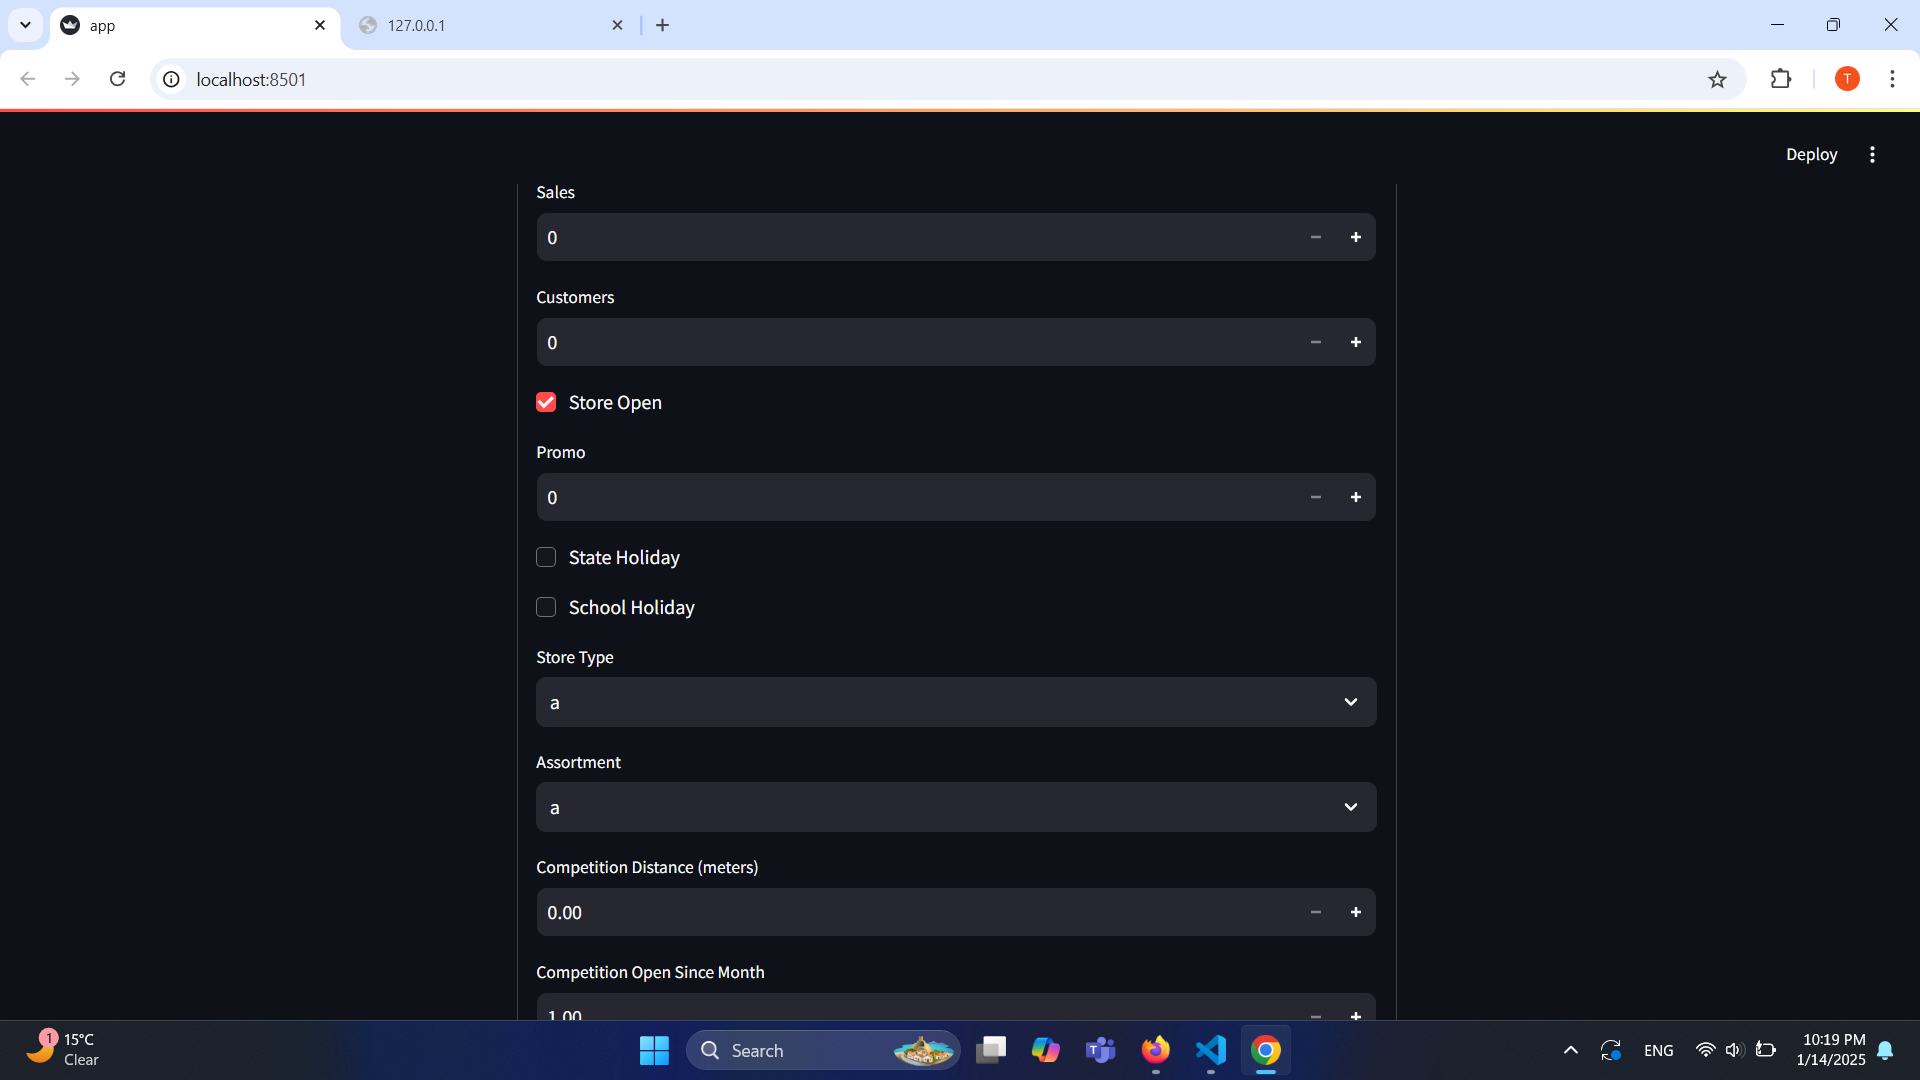 app
127.0.0.1
localhost:8501
T
Deploy
Sales
0
Customers
0
Store Open
Promo
0
State Holiday
School Holiday
Store Type
a
Assortment
a
Competition Distance (meters)
0.00
Competition Open Since Month
1.00
1
15°C
Clear
Search
T
ENG
10:19 PM
1/14/2025